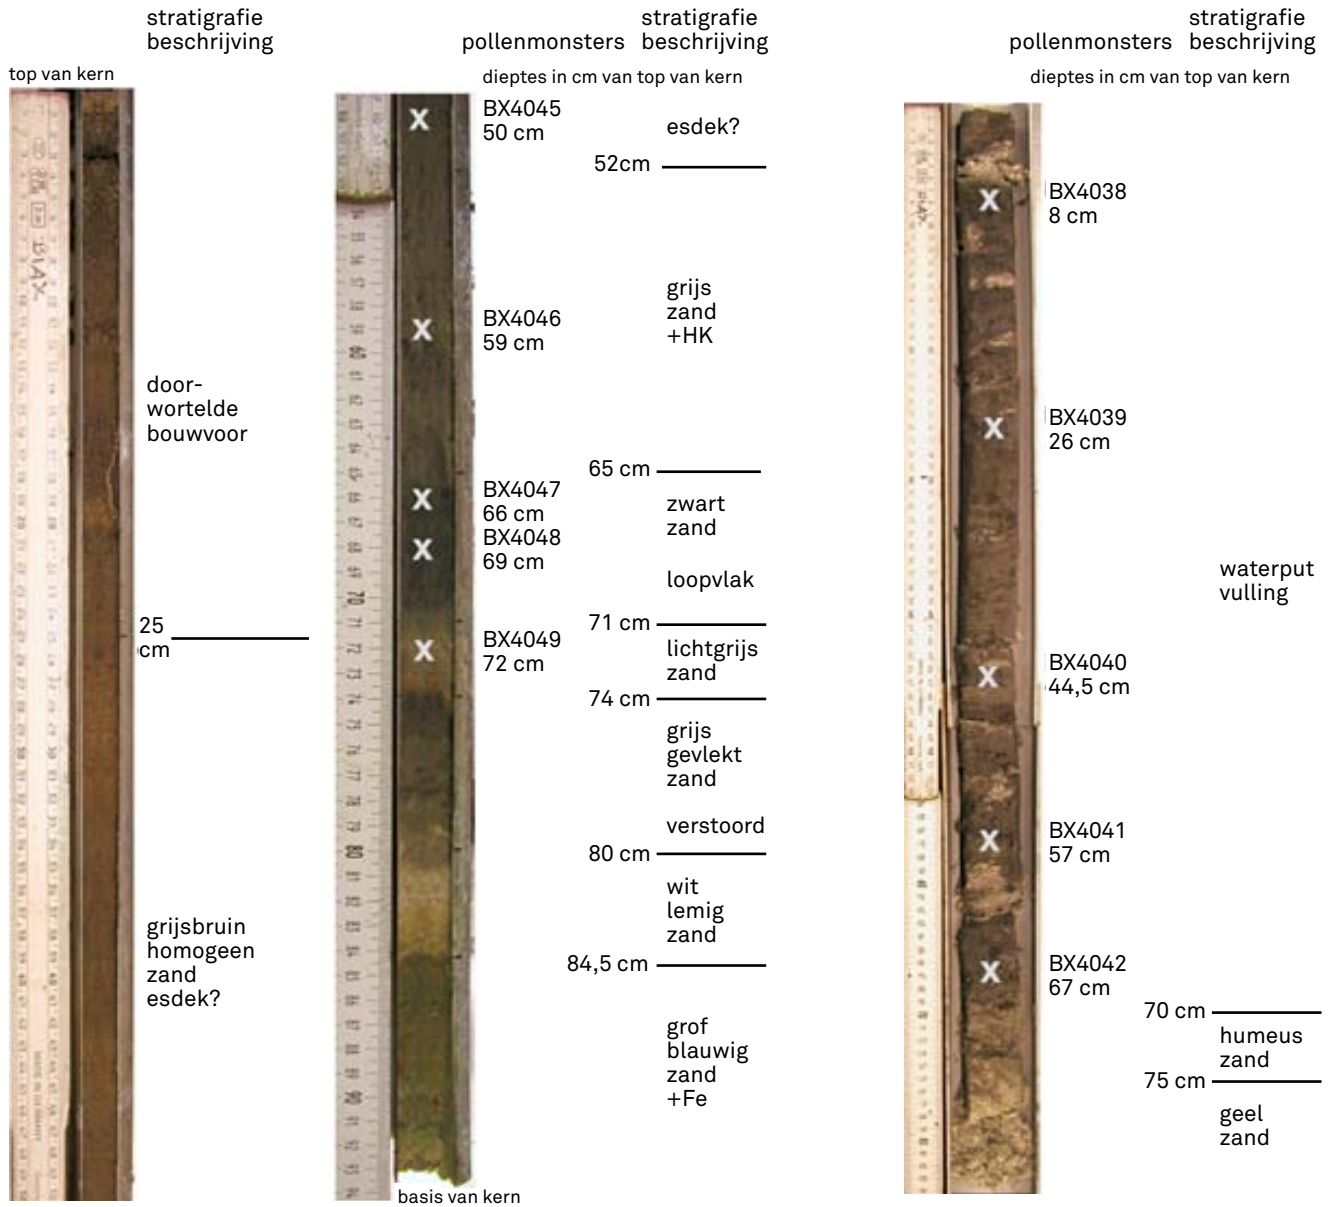 stratigrafie
beschrijving
top van kern
door-
wortelde
bouwvoor
25
cm
grijsbruin
homogeen
zand
esdek?
pollenmonsters
stratigrafie
beschrijving
dieptes in cm van top van kern
X
BX4045
50 cm
esdek?
52cm
X
BX4046
59 cm
grijs
zand
+HK
65 cm
X
BX4047
66 cm
zwart
zand
X
BX4048
69 cm
loopvlak
71 cm
X
BX4049
72 cm
lichtgrijs
zand
74 cm
grijs
gevlekt
zand
verstoord
80 cm
wit
lemig
zand
84,5 cm
grof
blauwig
zand
+Fe
basis van kern
pollenmonsters
stratigrafie
beschrijving
dieptes in cm van top van kern
X
BX4038
8 cm
X
BX4039
26 cm
waterput
vulling
X
BX4040
44,5 cm
X
BX4041
57 cm
X
BX4042
67 cm
70 cm
humeus
zand
75 cm
geel
zand